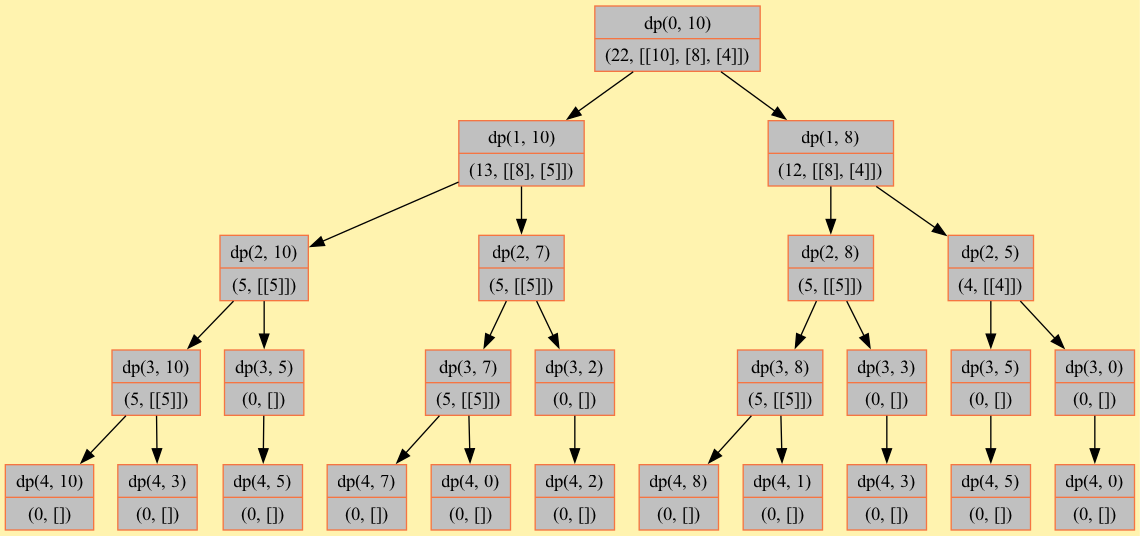 dp(0, 10)
(22, [[10], [8], [4]])
dp(1, 10)
(13, [[8], [5]])
dp(1, 8)
(12, [[8], [4]])
dp(2, 10)
(5, [[5]])
dp(2, 7)
(5, [[5]])
dp(2, 8)
(5, [[5]])
dp(2, 5)
(4, [[4]])
dp(3, 10)
(5, [[5]])
dp(3, 5)
(0, [])
dp(3, 7)
(5, [[5]])
dp(3, 2)
(0, [])
dp(3, 8)
(5, [[5]])
dp(3, 3)
(0, [])
dp(3, 5)
(0, [])
dp(3, 0)
(0, [])
dp(4, 10)
(0, [])
dp(4, 3)
(0, [])
dp(4, 5)
(0, [])
dp(4, 7)
(0, [])
dp(4, 0)
(0, [])
dp(4, 2)
(0, [])
dp(4, 8)
(0, [])
dp(4, 1)
(0, [])
dp(4, 3)
(0, [])
dp(4, 5)
(0, [])
dp(4, 0)
(0, [])